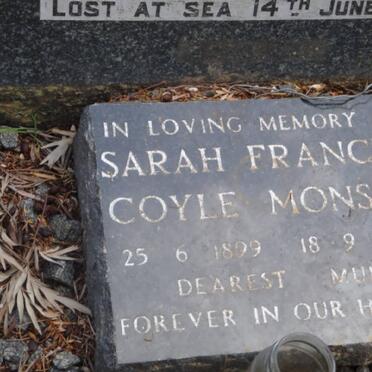 LOST AT SEA 14TH JUNE
IN LOVING MEMORY
SARAH FRANC
COYLE MONS
25 6 1899 18 9
DEAREST MU
FOREVER IN OUR H